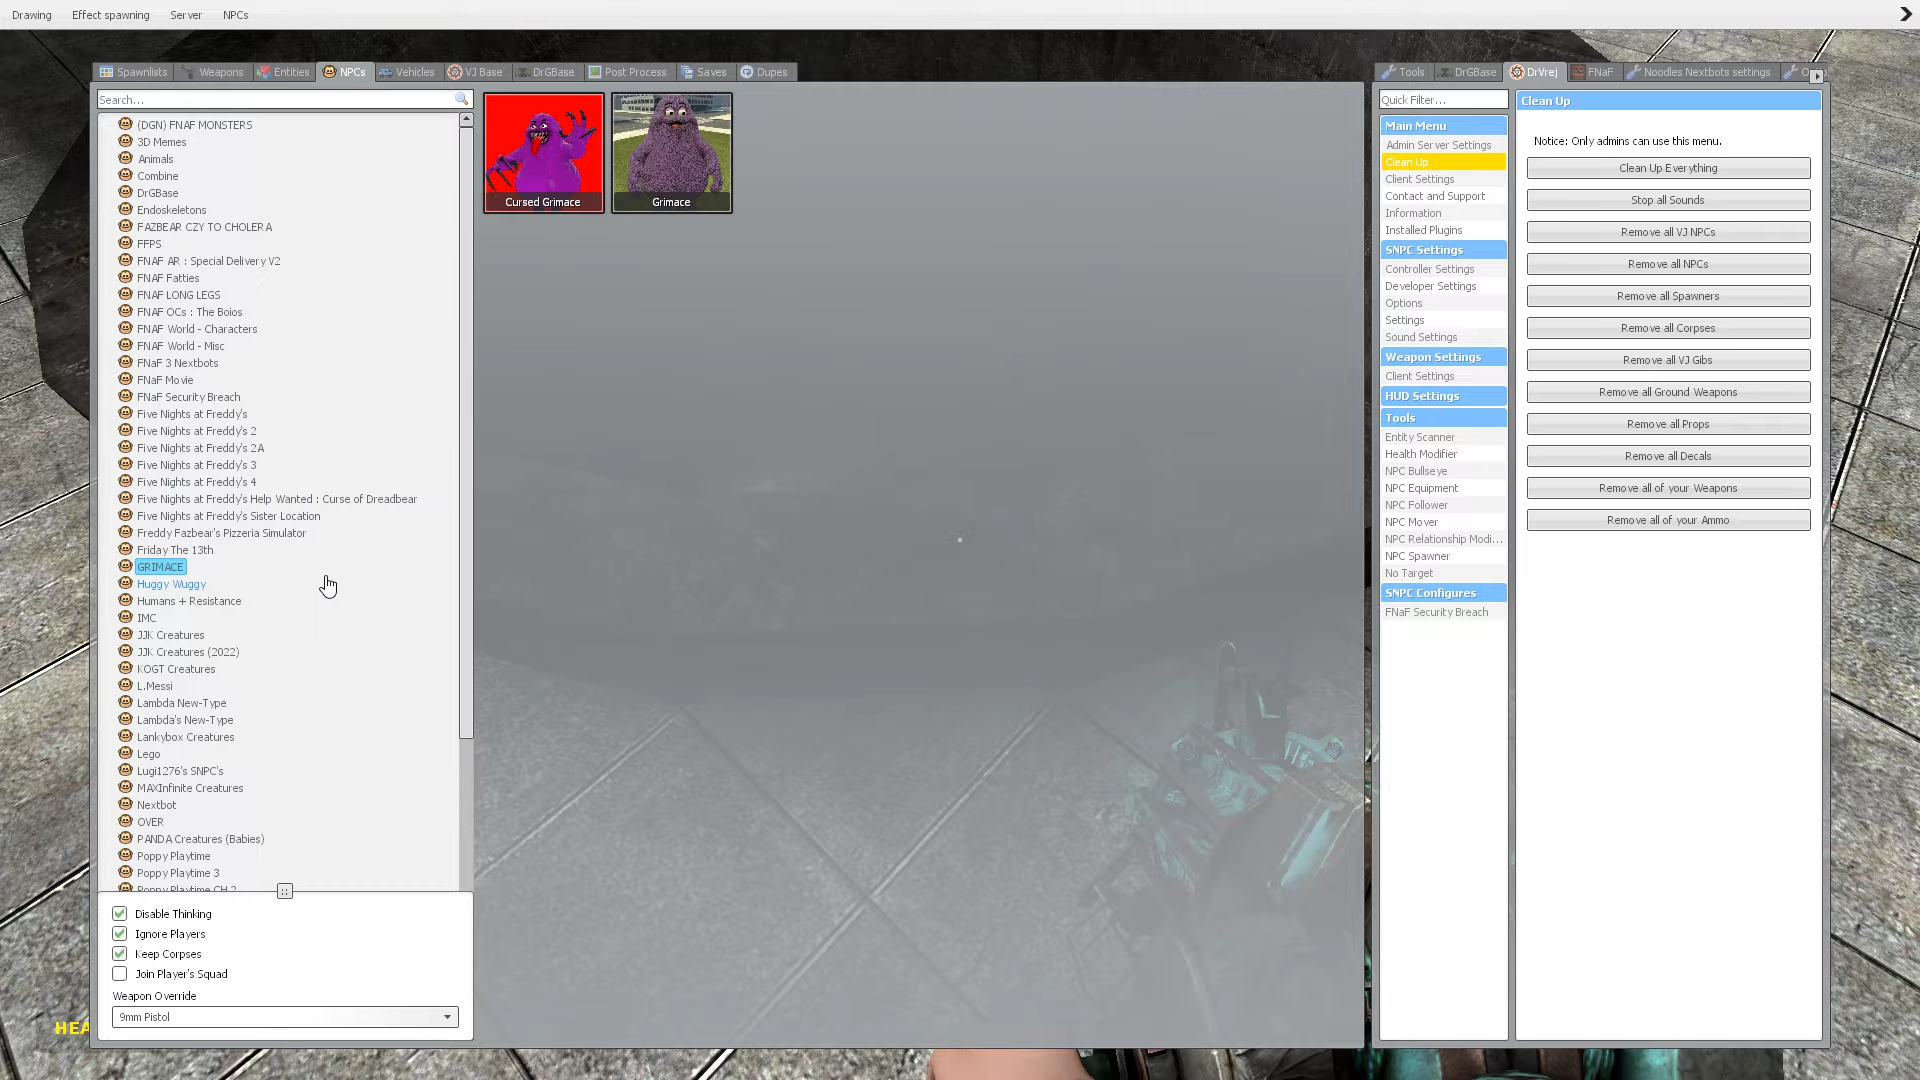 Drawing Effect spawning Server NPCs
Spawnlists Weapons Entities NPCs Vehicles VJ Base DrGBase Post Process Saves Dupes
Search...
(DGN) FNAF MONSTERS
3D Memes
Animals
Combine
DrGBase
Endoskeletons
FAZBEAR CZY TO CHOLERA
FFPS
FNAF AR : Special Delivery V2
FNAF Fatties
FNAF LONG LEGS
FNAF OCs : The Boios
FNAF World - Characters
FNAF World - Misc
FNaF 3 Nextbots
FNaF Movie
FNaF Security Breach
Five Nights at Freddy's
Five Nights at Freddy's 2
Five Nights at Freddy's 2A
Five Nights at Freddy's 3
Five Nights at Freddy's 4
Five Nights at Freddy's Help Wanted : Curse of Dreadbear
Five Nights at Freddy's Sister Location
Freddy Fazbear's Pizzeria Simulator
Friday The 13th
GRIMACE
Huggy Wuggy
Humans + Resistance
IMC
JJK Creatures
JJK Creatures (2022)
KOGT Creatures
L.Messi
Lambda New-Type
Lambda's New-Type
Lankybox Creatures
Lego
Lugi1276's SNPC's
MAXInfinite Creatures
Nextbot
OVER
PANDA Creatures (Babies)
Poppy Playtime
Poppy Playtime 3
Poppy Playtime CH 2
Disable Thinking
Ignore Players
Keep Corpses
Join Player's Squad
Weapon Override
9mm Pistol
HEA
Cursed Grimace
Grimace
Tools DrGBase DrVrej FNaF Noodles Nextbots settings
Quick Filter...
Main Menu
Admin Server Settings
Clean Up
Client Settings
Contact and Support
Information
Installed Plugins
SNPC Settings
Controller Settings
Developer Settings
Options
Settings
Sound Settings
Weapon Settings
Client Settings
HUD Settings
Tools
Entity Scanner
Health Modifier
NPC Bullseye
NPC Equipment
NPC Follower
NPC Mover
NPC Relationship Modi...
NPC Spawner
No Target
SNPC Configures
FNaF Security Breach
Clean Up
Notice: Only admins can use this menu.
Clean Up Everything
Stop all Sounds
Remove all VJ NPCs
Remove all NPCs
Remove all Spawners
Remove all Corpses
Remove all VJ Gibs
Remove all Ground Weapons
Remove all Props
Remove all Decals
Remove all of your Weapons
Remove all of your Ammo